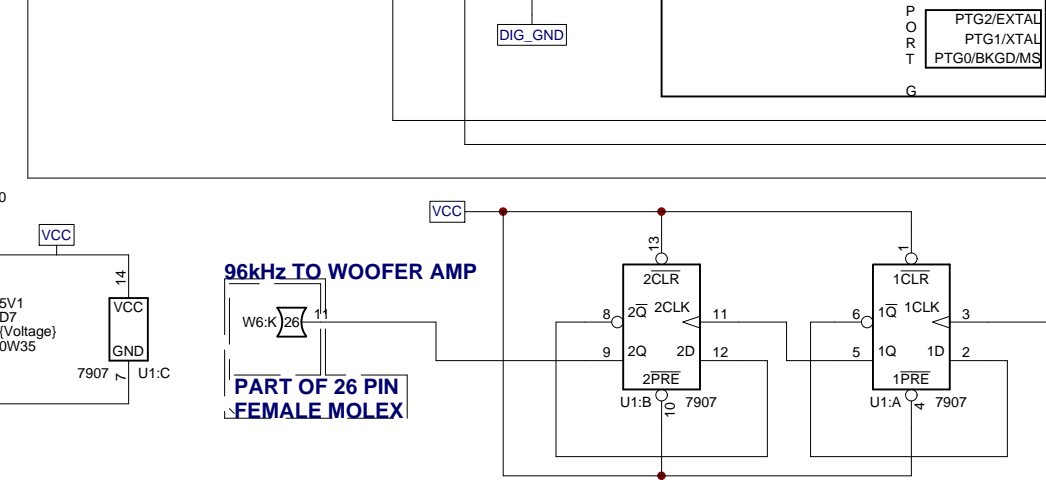 P
O
R
T
G
PTG2/EXTAL
PTG1/XTAL
PTG0/BKGD/MS
DIG_GND
0
VCC
VCC
14
VCC
GND
7
7907
U1:C
5V1
D7
{Voltage}
0W35
96kHz TO WOOFER AMP
W6:K
26
11
PART OF 26 PIN
FEMALE MOLEX
13
2CLR
8
2Q
2CLK
11
9
2Q
2D
12
2PRE
U1:B
10
7907
1
1CLR
6
1Q
1CLK
3
5
1Q
1D
2
1PRE
U1:A
4
7907